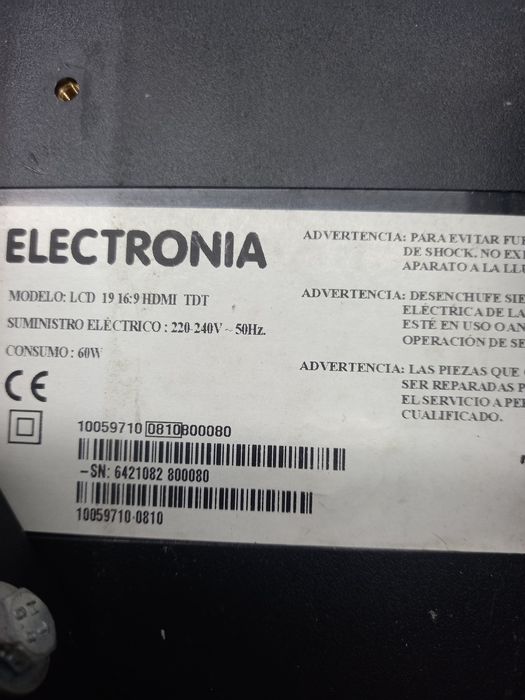 ELECTRONIA
MODELO: LCD 19 16:9 HDMI TDT
SUMINISTRO ELÉCTRICO : 220-240V ~ 50Hz.
CONSUMO : 60W
CE
10059710 0810 800080
-SN: 6421082 800080
10059710-0810
ADVERTENCIA: PARA EVITAR
DE SHOCK. NO
APARATO A LA
ADVERTENCIA: DESENCHUFE
ELÉCTRICA DE LA
ESTÉ EN USO O
OPERACIÓN DE
ADVERTENCIA: LAS PIEZAS QUE
SER REPARADAS
EL SERVICIO A
CUALIFICADO.